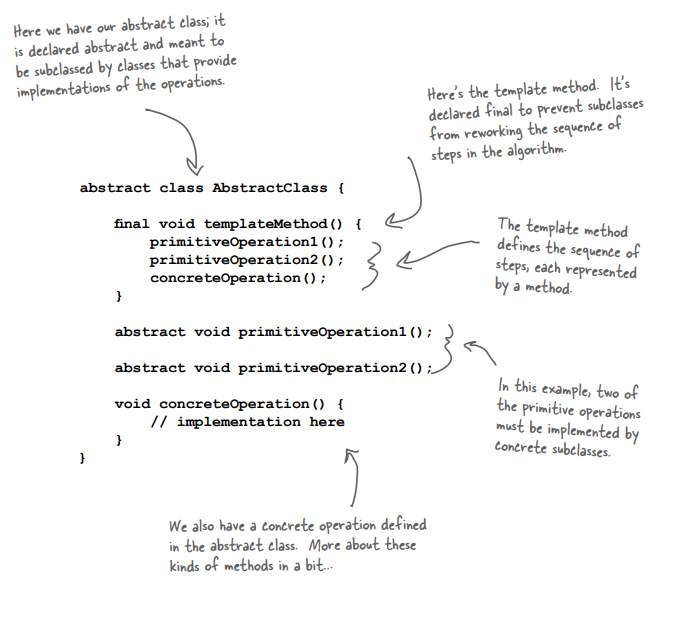 Here we have our abstract class; it
is declared abstract and meant to
be subclassed by classes that provide
implementations of the operations.
Here's the template method. It's
declared final to prevent subclasses
from reworking the sequence of
steps in the algorithm.
abstract class AbstractClass {
final void templateMethod() {
primitiveOperation1();
primitiveOperation2();
concreteOperation();
}
The template method
defines the sequence of
steps, each represented
by a method.
abstract void primitiveOperation1();
abstract void primitiveOperation2();
void concreteOperation() {
// implementation here
}
}
In this example, two of
the primitive operations
must be implemented by
concrete subclasses.
We also have a concrete operation defined
in the abstract class. More about these
kinds of methods in a bit...